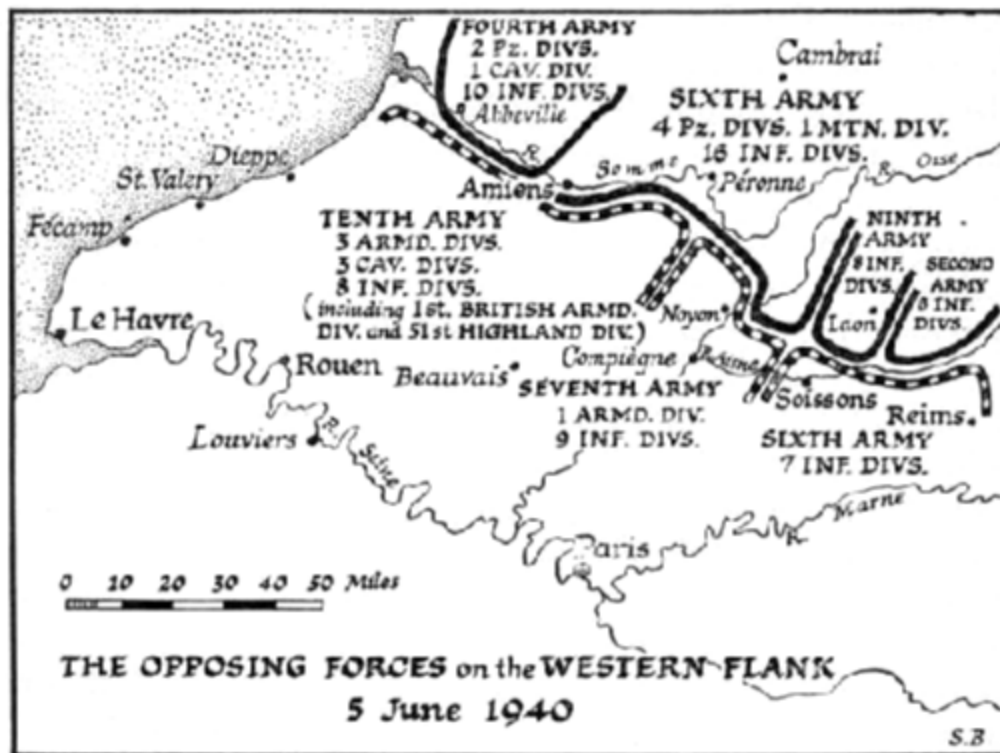 FOURTH ARMY
2 PZ. DIVS.
1 CAV. DIV.
10 INF. DIVS.
Abbeville
Cambrai
SIXTH ARMY
4 PZ. DIVS. 1 MTN. DIV.
16 INF. DIVS.
R. Oise
R. Somme
Péronne
Amiens
Dieppe
St. Valery
Fécamp
TENTH ARMY
3 ARMD. DIVS.
3 CAV. DIVS.
8 INF. DIVS.
(including 1st. BRITISH ARMD.
DIV. and 51st HIGHLAND DIV.)
NINTH
ARMY
8 INF.
DIVS.
SECOND
ARMY
INF.
DIVS.
Laon
Noyon
Le Havre
Rouen
Beauvais
Compiègne
R. Aisne
Soissons
Reims
SEVENTH ARMY
1 ARMD. DIV.
9 INF. DIVS.
SIXTH ARMY
7 INF. DIVS.
Louviers
R. Seine
R. Marne
Paris
0 10 20 30 40 50 Miles
THE OPPOSING FORCES on the WESTERN FLANK
5 June 1940
S.B